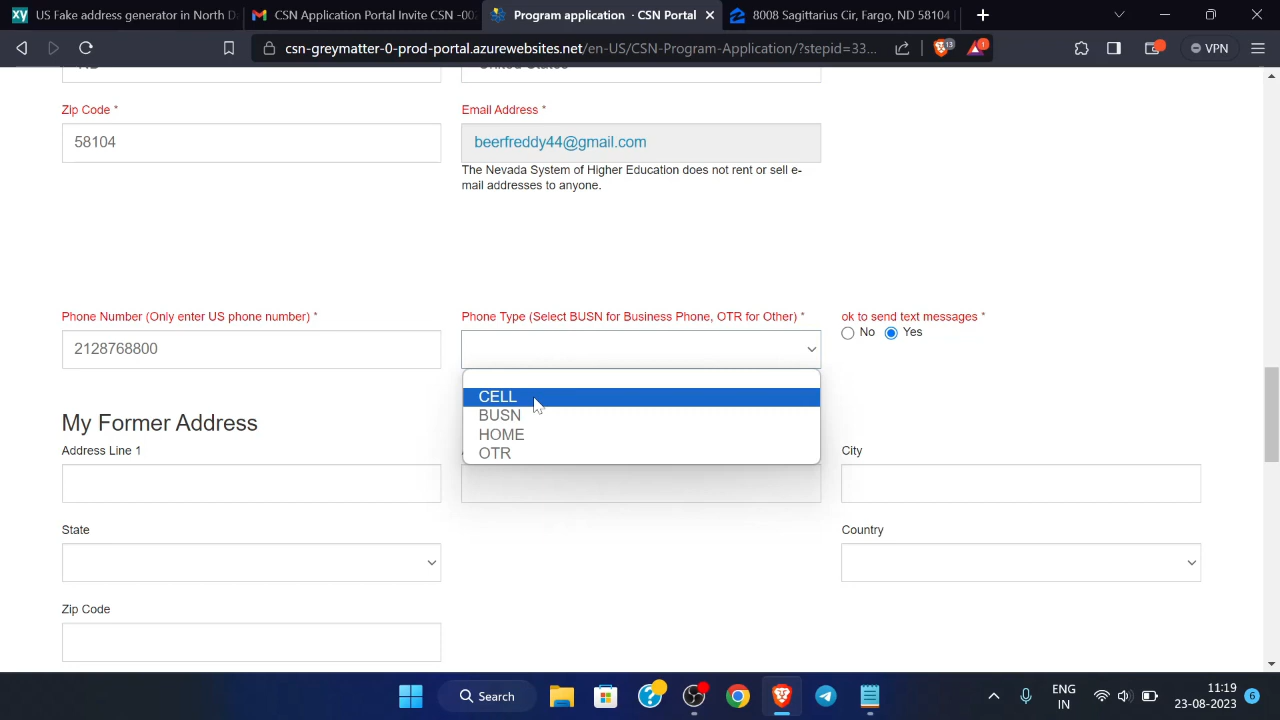 US Fake address generator in North D
CSN Application Portal Invite CSN -00
Program application · CSN Portal
8008 Sagittarius Cir, Fargo, ND 58104
csn-greymatter-0-prod-portal.azurewebsites.net/en-US/CSN-Program-Application/?stepid=33...
13
1
VPN
United States
Zip Code *
Email Address *
58104
beerfreddy44@gmail.com
The Nevada System of Higher Education does not rent or sell e-
mail addresses to anyone.
Phone Number (Only enter US phone number) *
Phone Type (Select BUSN for Business Phone, OTR for Other) *
ok to send text messages *
No
Yes
2128768800
CELL
BUSN
HOME
OTR
My Former Address
Address Line 1
City
State
Country
Zip Code
Search
ENG
IN
11:19
23-08-2023
6